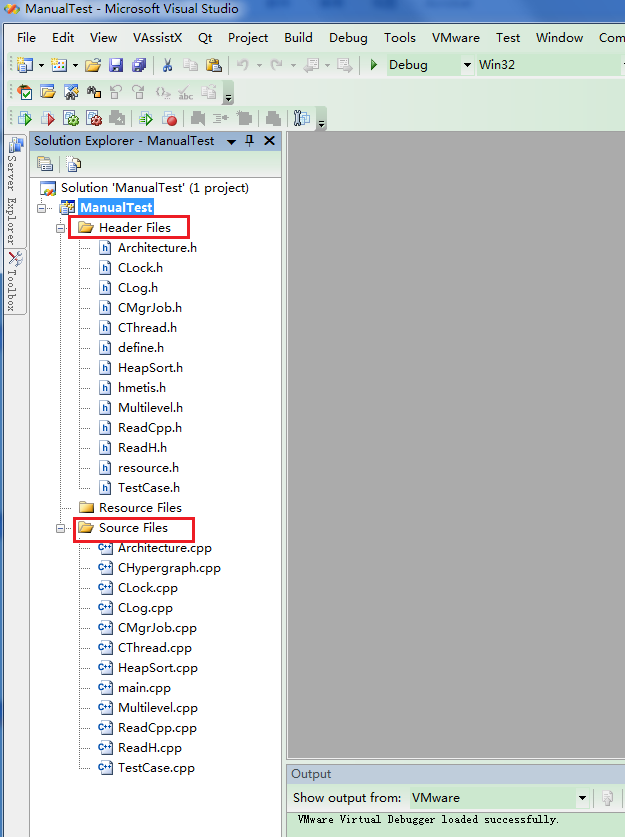 ManualTest - Microsoft Visual Studio
File Edit View VAssistX Qt Project Build Debug Tools VMware Test Window Com
Debug Win32
Solution Explorer - ManualTest
Server Explorer
Toolbox
Solution 'ManualTest' (1 project)
ManualTest
Header Files
Architecture.h
CLock.h
CLog.h
CMgrJob.h
CThread.h
define.h
HeapSort.h
hmetis.h
Multilevel.h
ReadCpp.h
ReadH.h
resource.h
TestCase.h
Resource Files
Source Files
Architecture.cpp
CHypergraph.cpp
CLock.cpp
CLog.cpp
CMgrJob.cpp
CThread.cpp
HeapSort.cpp
main.cpp
Multilevel.cpp
ReadCpp.cpp
ReadH.cpp
TestCase.cpp
Output
Show output from: VMware
VMware Virtual Debugger loaded successfully.